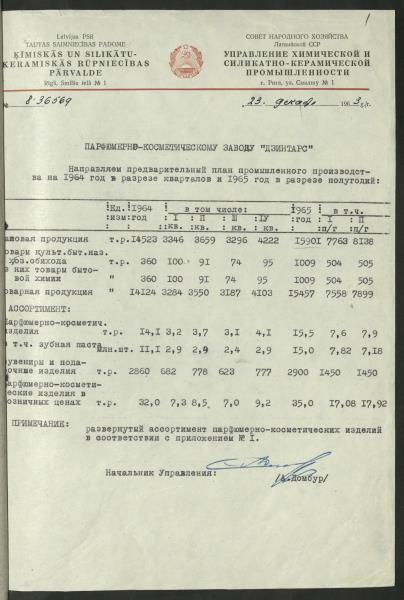 1
Latvijas PSR
TAUTAS SAIMNIECĪBAS PADOME
ĶĪMISKĀS UN SILIKĀTU-
KERAMISKĀS RŪPNIECĪBAS
PĀRVALDE
Rīgā, Smilšu ielā № 1
СОВЕТ НАРОДНОГО ХОЗЯЙСТВА
Латвийской ССР
УПРАВЛЕНИЕ ХИМИЧЕСКОЙ И
СИЛИКАТНО-КЕРАМИЧЕСКОЙ
ПРОМЫШЛЕННОСТИ
г. Рига, ул. Смилшу № 1
№ 8-36569
23. декабр 1963 г.
ПАРФЮМЕРНО-КОСМЕТИЧЕСКОМУ ЗАВОДУ "ДЗИНТАРС"
Направляем предварительный план промышленного производст-
ва на 1964 год в разрезе кварталов и 1965 год в разрезе полугодий:
:Ед. :1964 : в том числе: : 1965 : в т.ч.
:изм: год : I : П : Ш : IУ : год : I : П
: : : кв. : кв. : кв. : кв. : : п/г : п/г
аловая продукция т.р. 14523 3346 3659 3296 4222 15901 7763 8138
овары культ.быт.наз.
хоз.обихода т.р. 360 100 91 74 95 1009 504 505
в них товары быто-
вой химии " 360 100 91 74 95 1009 504 505
оварная продукция " 14124 3284 3550 3187 4103 15457 7558 7899
АССОРТИМЕНТ:
арфюмерно-космeтич.
изделия т.р. 14,1 3,2 3,7 3,1 4,1 15,5 7,6 7,9
в т.ч. зубная паста млн.шт. 11,1 2,9 2,9 2,4 2,9 15,0 7,82 7,18
увениры и пода-
рочные изделия т.р. 2860 682 778 623 777 2900 1450 1450
арфюмерно-космети-
ческие изделия в
розничных ценах т.р. 32,0 7,3 8,5 7,0 9,2 35,0 17,08 17,92
ПРИМЕЧАНИЕ: развернутый ассортимент парфюмерно-косметических изделий
в соответствии с приложением № 1.
Начальник Управления:
/А.Домбур/